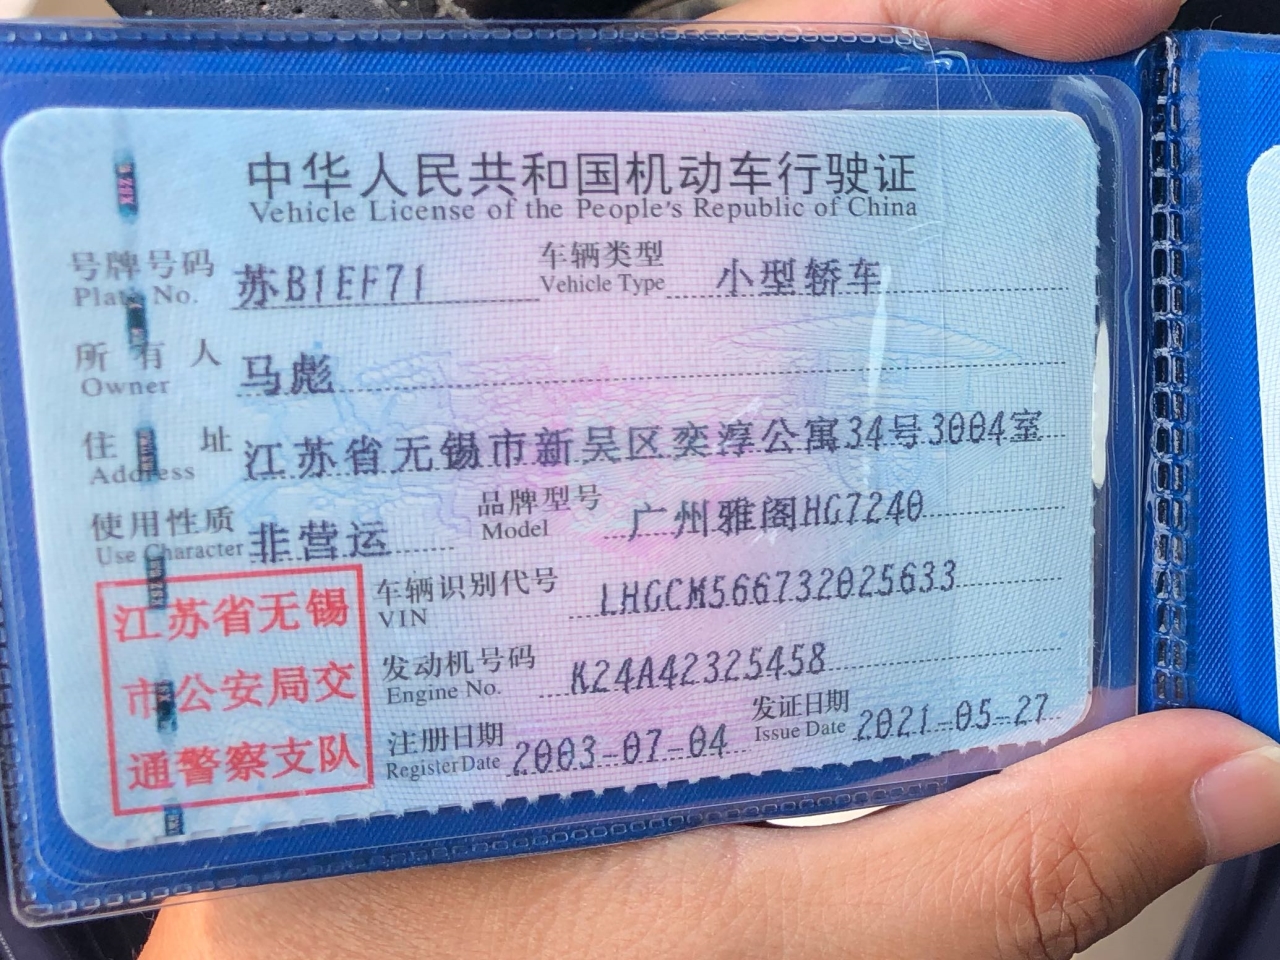 中华人民共和国机动车行驶证
Vehicle License of the People's Republic of China
号牌号码 苏B1EF71 车辆类型 小型轿车
Plate No. Vehicle Type
所有人 马彪
Owner
住址 江苏省无锡市新吴区奕淳公寓34号3004室
Address
使用性质 非营运 品牌型号 广州雅阁HG7240
Use Character Model
车辆识别代号 LHGCM566732025633
VIN
发动机号码 K24A42325458
Engine No.
注册日期 2003-07-04 发证日期 2021-05-27
Register Date Issue Date
江苏省无锡
市公安局交
通警察支队